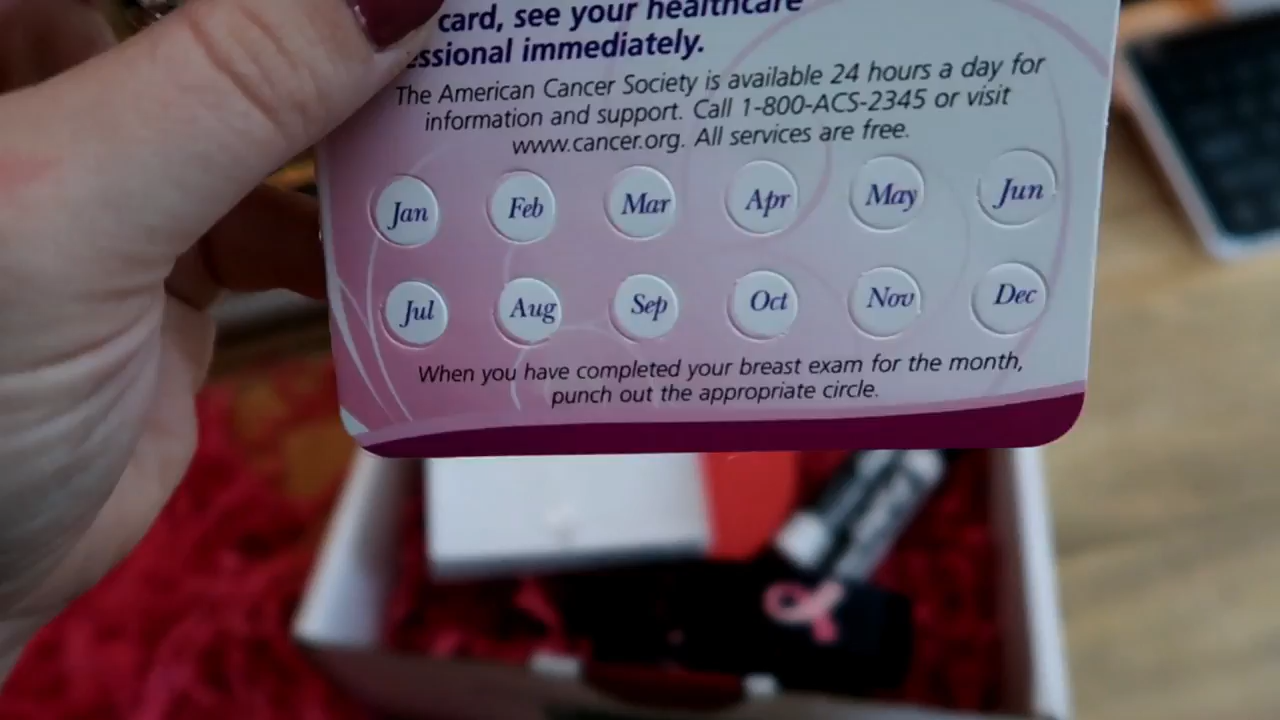 card, see your healthcare
essional immediately.
The American Cancer Society is available 24 hours a day for
information and support. Call 1-800-ACS-2345 or visit
www.cancer.org. All services are free.
Jan Feb Mar Apr May Jun
Jul Aug Sep Oct Nov Dec
When you have completed your breast exam for the month,
punch out the appropriate circle.